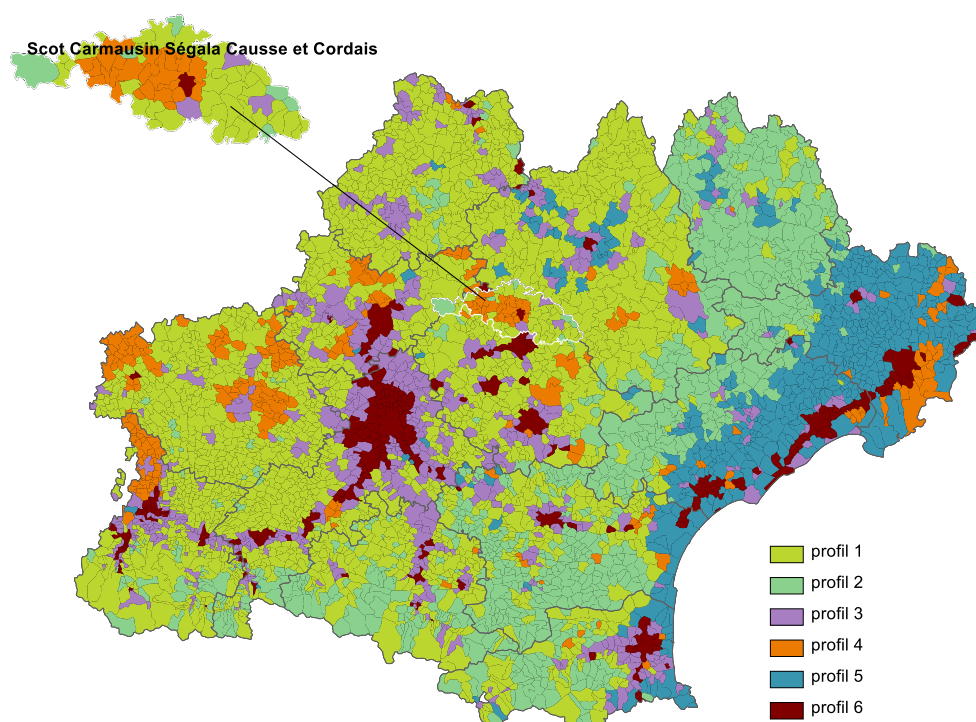 Scot Carmausin Ségala Causse et Cordais
profil 1
profil 2
profil 3
profil 4
profil 5
profil 6